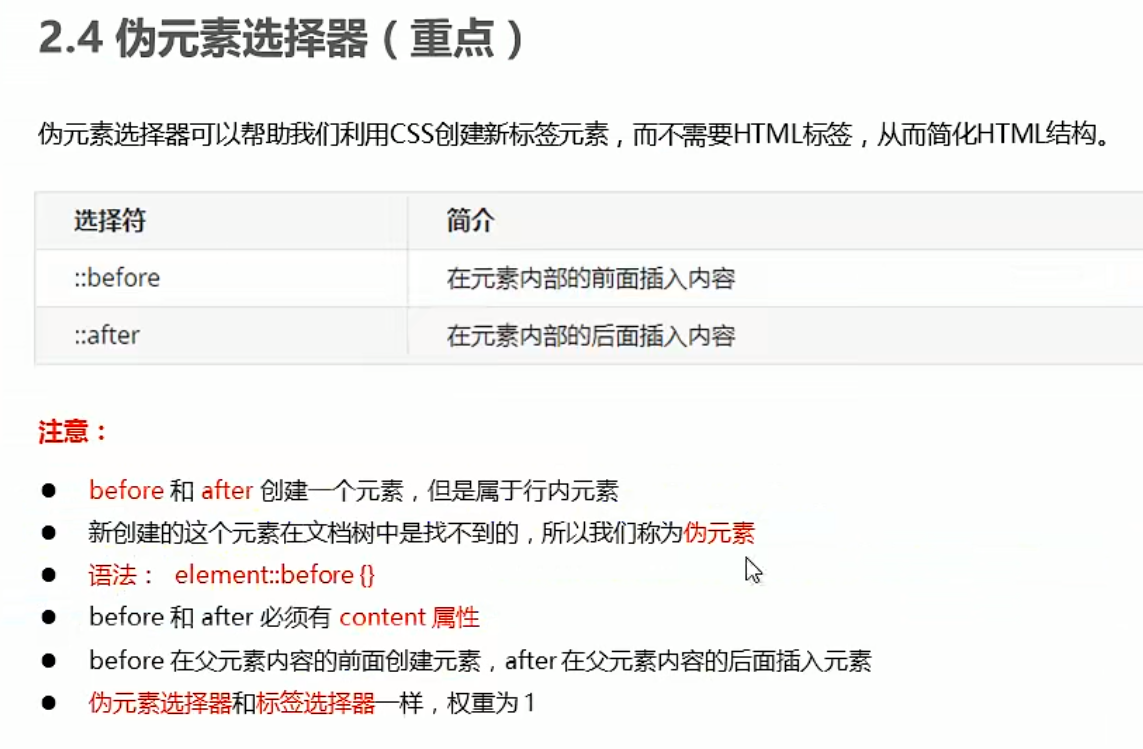 2.4 伪元素选择器（重点）
伪元素选择器可以帮助我们利用CSS创建新标签元素，而不需要HTML标签，从而简化HTML结构。
选择符 简介
::before 在元素内部的前面插入内容
::after 在元素内部的后面插入内容
注意：
● before 和 after 创建一个元素，但是属于行内元素
● 新创建的这个元素在文档树中是找不到的，所以我们称为伪元素
● 语法： element::before {}
● before 和 after 必须有 content 属性
● before 在父元素内容的前面创建元素，after 在父元素内容的后面插入元素
● 伪元素选择器和标签选择器一样，权重为 1